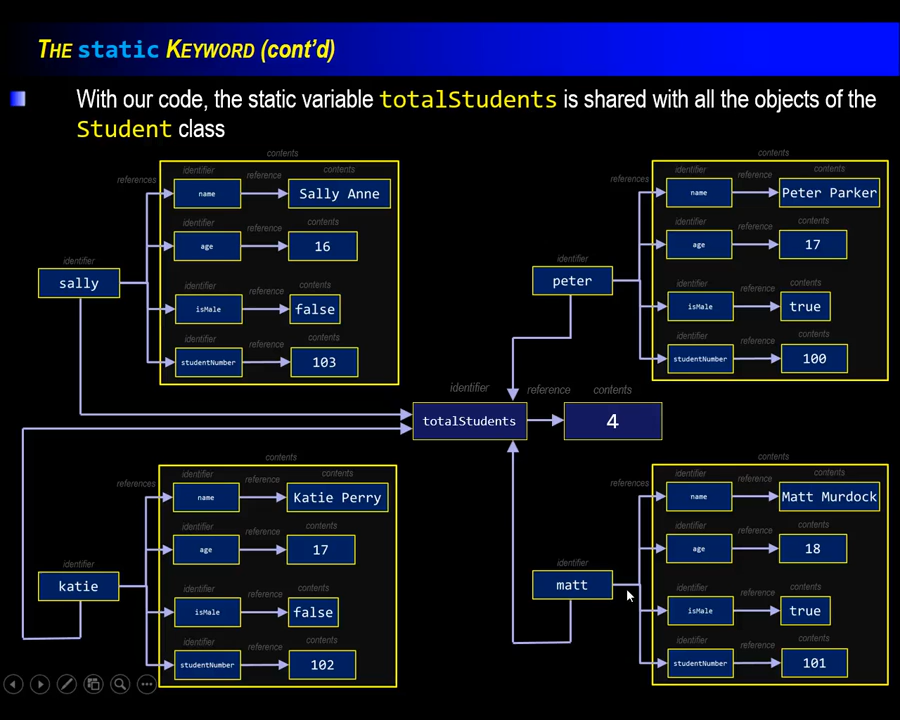 THE static KEYWORD (cont'd)
With our code, the static variable totalStudents is shared with all the objects of the
Student class
contents
references
identifier
reference
contents
name
Sally Anne
identifier
reference
contents
age
16
identifier
sally
identifier
reference
contents
isMale
false
identifier
reference
contents
studentNumber
103
contents
references
identifier
reference
contents
name
Peter Parker
identifier
reference
contents
age
17
identifier
peter
identifier
reference
contents
isMale
true
identifier
reference
contents
studentNumber
100
identifier
reference
contents
totalStudents
4
contents
references
identifier
reference
contents
name
Katie Perry
identifier
reference
contents
age
17
identifier
katie
identifier
reference
contents
isMale
false
identifier
reference
contents
studentNumber
102
contents
references
identifier
reference
contents
name
Matt Murdock
identifier
reference
contents
age
18
identifier
matt
identifier
reference
contents
isMale
true
identifier
reference
contents
studentNumber
101